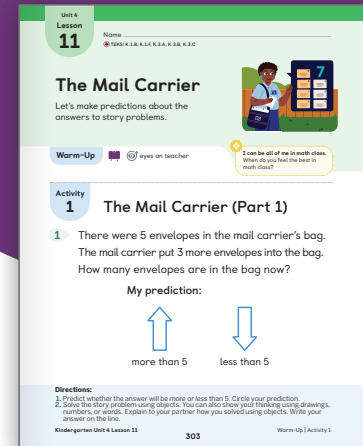 Unit 4
Lesson
11
Name
TEKS: K.1.B, K.1.F, K.3.A, K.3.B, K.3.C
7
The Mail Carrier
Let's make predictions about the
answers to story problems.
Warm-Up
eyes on teacher
I can be all of me in math class.
When do you feel the best in
math class?
Activity
1
The Mail Carrier (Part 1)
1 There were 5 envelopes in the mail carrier's bag.
The mail carrier put 3 more envelopes into the bag.
How many envelopes are in the bag now?
My prediction:
more than 5 less than 5
Directions:
1. Predict whether the answer will be more or less than 5. Circle your prediction.
2. Solve the story problem using objects. You can also show your thinking using drawings,
numbers, or words. Explain to your partner how you solved using objects. Write your
answer on the line.
Kindergarten Unit 4 Lesson 11
Warm-Up | Activity 1
303